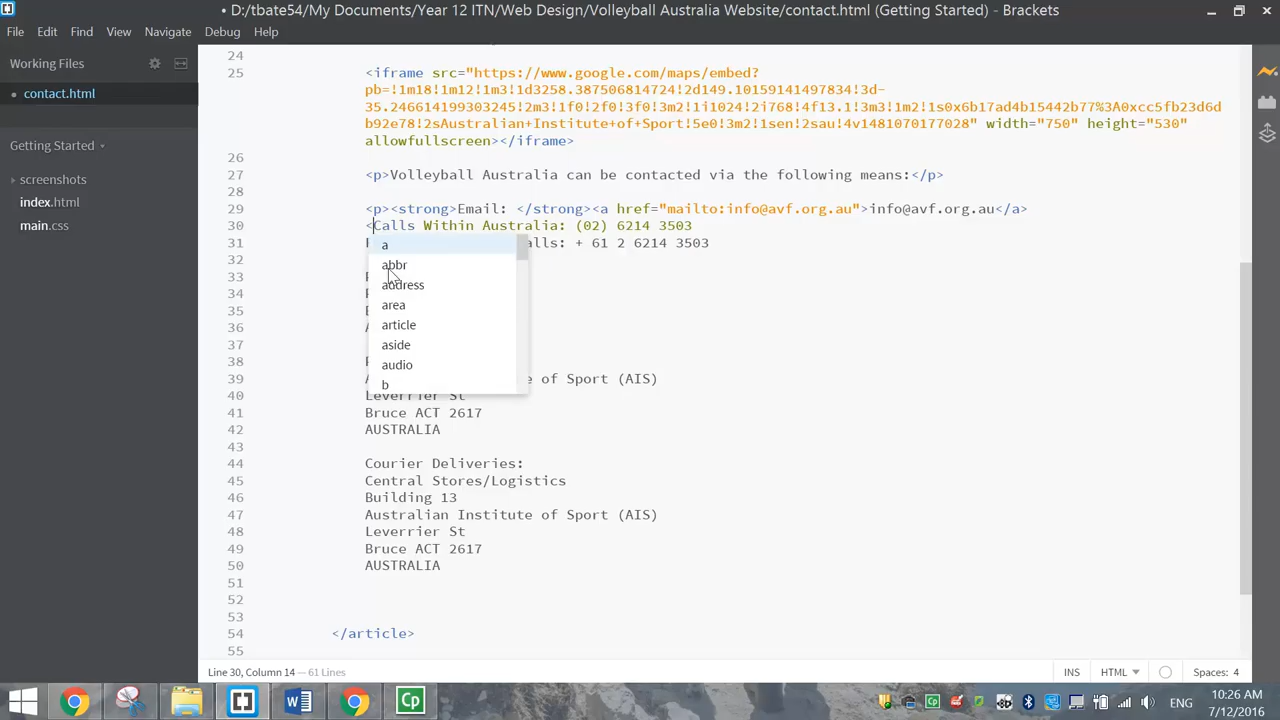 • D:/tbate54/My Documents/Year 12 ITN/Web Design/Volleyball Australia Website/contact.html (Getting Started) - Brackets
File Edit Find View Navigate Debug Help
Working Files
• contact.html
Getting Started
screenshots
index.html
main.css
24
25 <iframe src="https://www.google.com/maps/embed?
pb=!1m18!1m12!1m3!1d3258.387506814724!2d149.10159141497834!3d-
35.246614199303245!2m3!1f0!2f0!3f0!3m2!1i1024!2i768!4f13.1!3m3!1m2!1s0x6b17ad4b15442b77%3A0xcc5fb23d6d
b92e78!2sAustralian+Institute+of+Sport!5e0!3m2!1sen!2sau!4v1481070177028" width="750" height="530"
allowfullscreen></iframe>
26
27 <p>Volleyball Australia can be contacted via the following means:</p>
28
29 <p><strong>Email: </strong><a href="mailto:info@avf.org.au">info@avf.org.au</a>
30 <Calls Within Australia: (02) 6214 3503
31 alls: + 61 2 6214 3503
a
abbr
address
area
article
aside
audio
b
32
33
34
35
36
37
38
39 e of Sport (AIS)
40 Leverrier St
41 Bruce ACT 2617
42 AUSTRALIA
43
44 Courier Deliveries:
45 Central Stores/Logistics
46 Building 13
47 Australian Institute of Sport (AIS)
48 Leverrier St
49 Bruce ACT 2617
50 AUSTRALIA
51
52
53
54 </article>
55
Line 30, Column 14 — 61 Lines INS HTML Spaces: 4
Cp
ENG
10:26 AM
7/12/2016